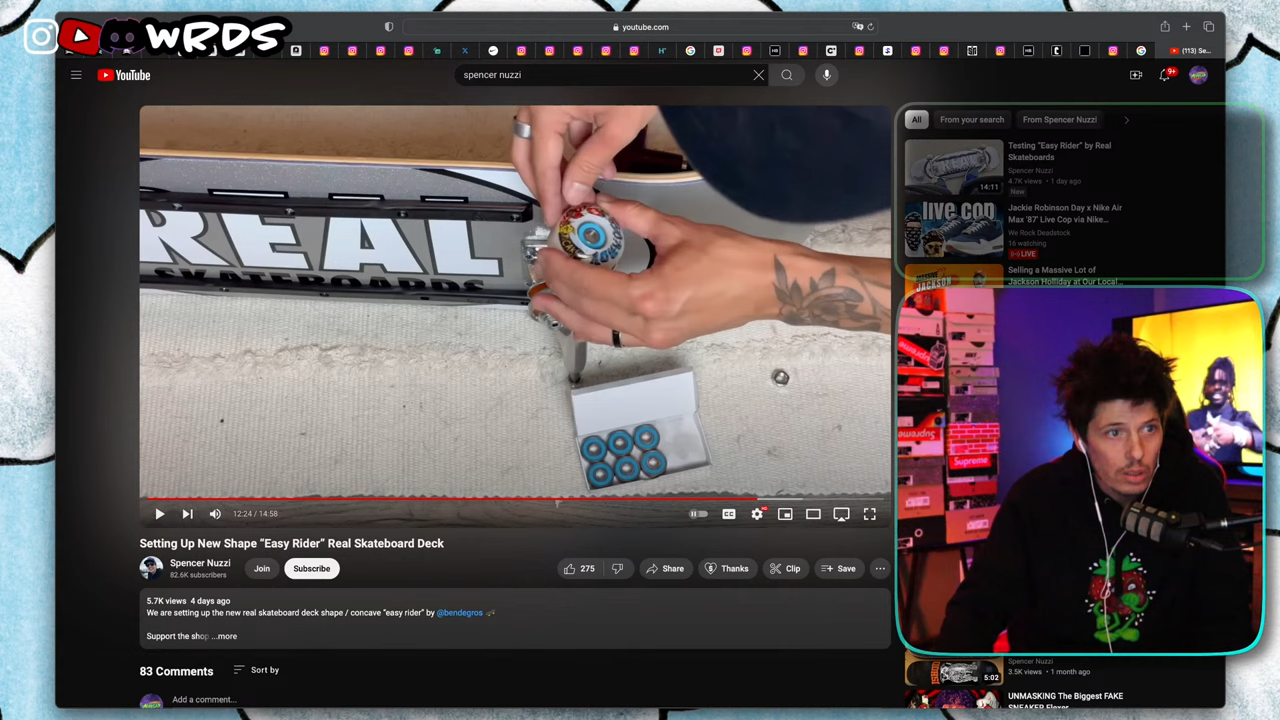 WRDS
youtube.com
(113) Se...
YouTube
spencer nuzzi
9+
REAL
SKATEBOARDS
12:24 / 14:58
CC
Setting Up New Shape “Easy Rider” Real Skateboard Deck
Spencer Nuzzi
82.6K subscribers
Join
Subscribe
275
Share
Thanks
Clip
Save
5.7K views 4 days ago
We are setting up the new real skateboard deck shape / concave “easy rider” by @bendegros
Support the shop ...more
83 Comments
Sort by
Add a comment...
All
From your search
From Spencer Nuzzi
Testing “Easy Rider” by Real
Skateboards
Spencer Nuzzi
4.7K views • 1 day ago
New
14:11
live cop
Jackie Robinson Day x Nike Air
Max '87' Live Cop via Nike...
We Rock Deadstock
16 watching
LIVE
Selling a Massive Lot of
Jackson Holliday at Our Local...
Supreme
Spencer Nuzzi
3.5K views • 1 month ago
5:02
UNMASKING The Biggest FAKE
SNEAKER Flexer